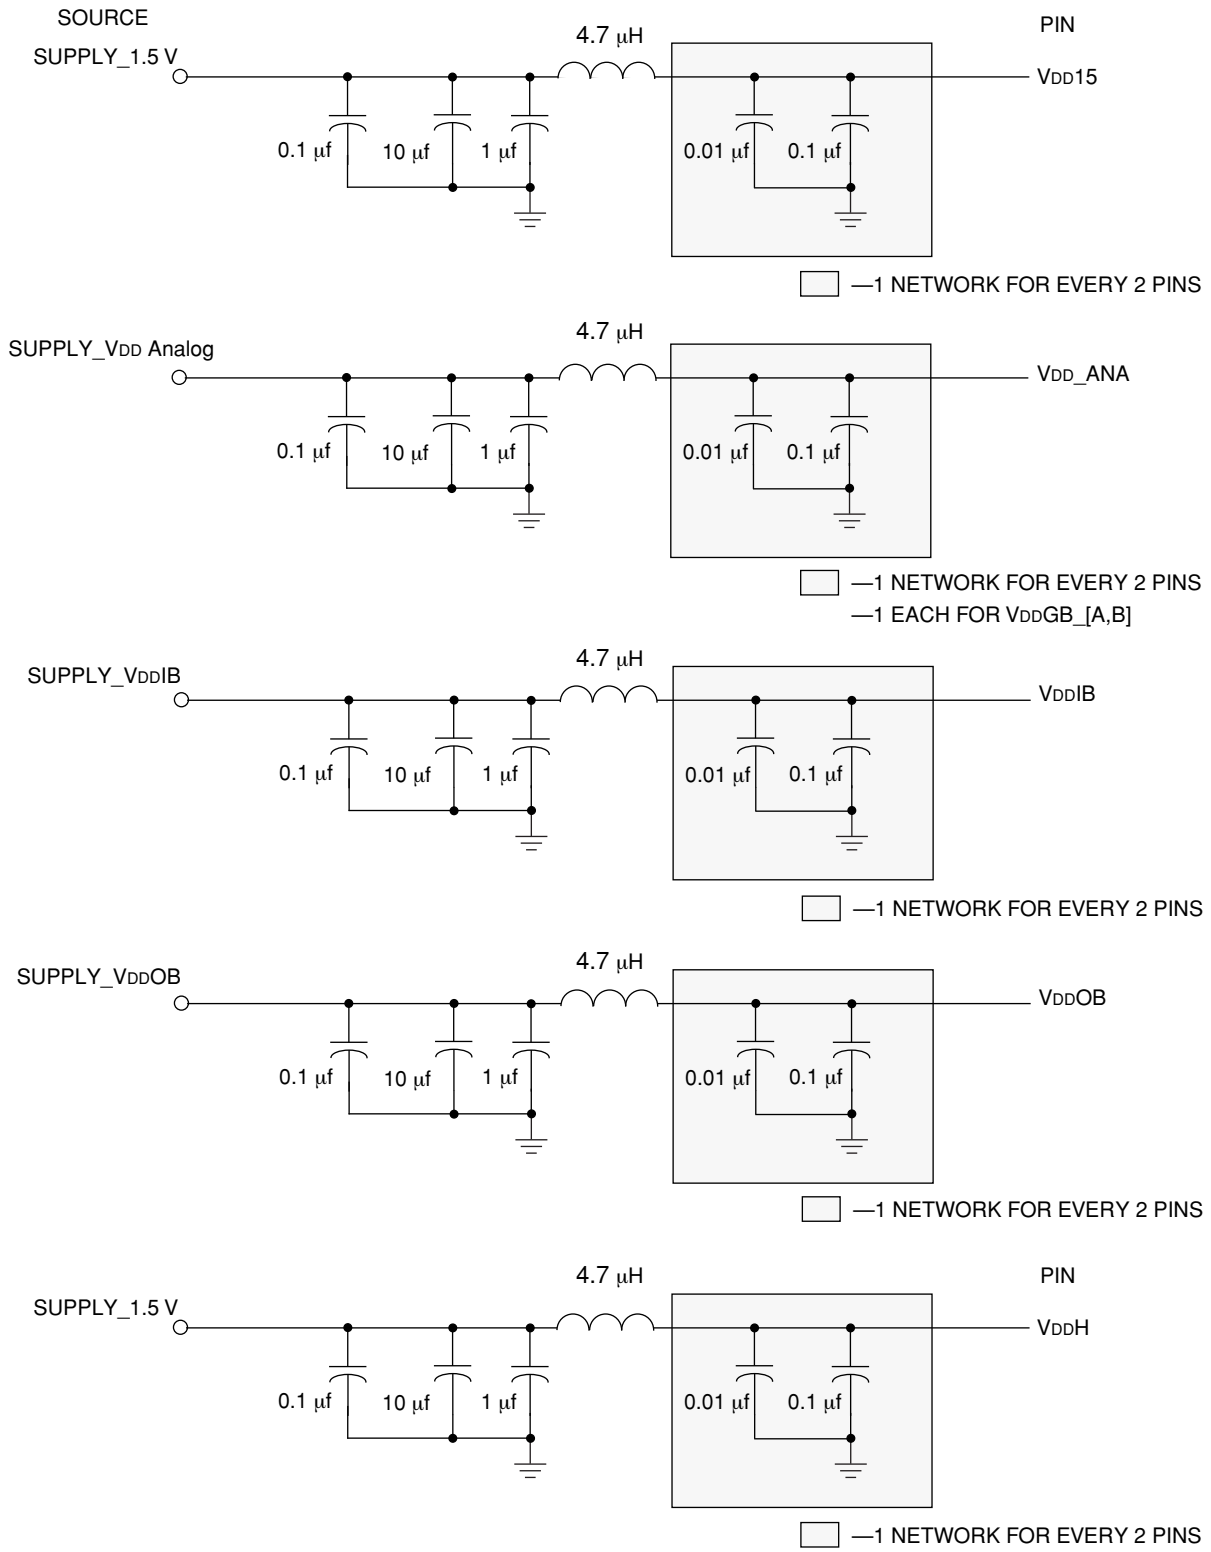 SOURCE
PIN
SUPPLY_1.5 V
4.7 μH
VDD15
0.1 μf
10 μf
1 μf
0.01 μf
0.1 μf
—1 NETWORK FOR EVERY 2 PINS
SUPPLY_VDD Analog
4.7 μH
VDD_ANA
0.1 μf
10 μf
1 μf
0.01 μf
0.1 μf
—1 NETWORK FOR EVERY 2 PINS
—1 EACH FOR VDDGB_[A,B]
SUPPLY_VDDIB
4.7 μH
VDDIB
0.1 μf
10 μf
1 μf
0.01 μf
0.1 μf
—1 NETWORK FOR EVERY 2 PINS
SUPPLY_VDDOB
4.7 μH
VDDOB
0.1 μf
10 μf
1 μf
0.01 μf
0.1 μf
—1 NETWORK FOR EVERY 2 PINS
4.7 μH
PIN
SUPPLY_1.5 V
VDDH
0.1 μf
10 μf
1 μf
0.01 μf
0.1 μf
—1 NETWORK FOR EVERY 2 PINS